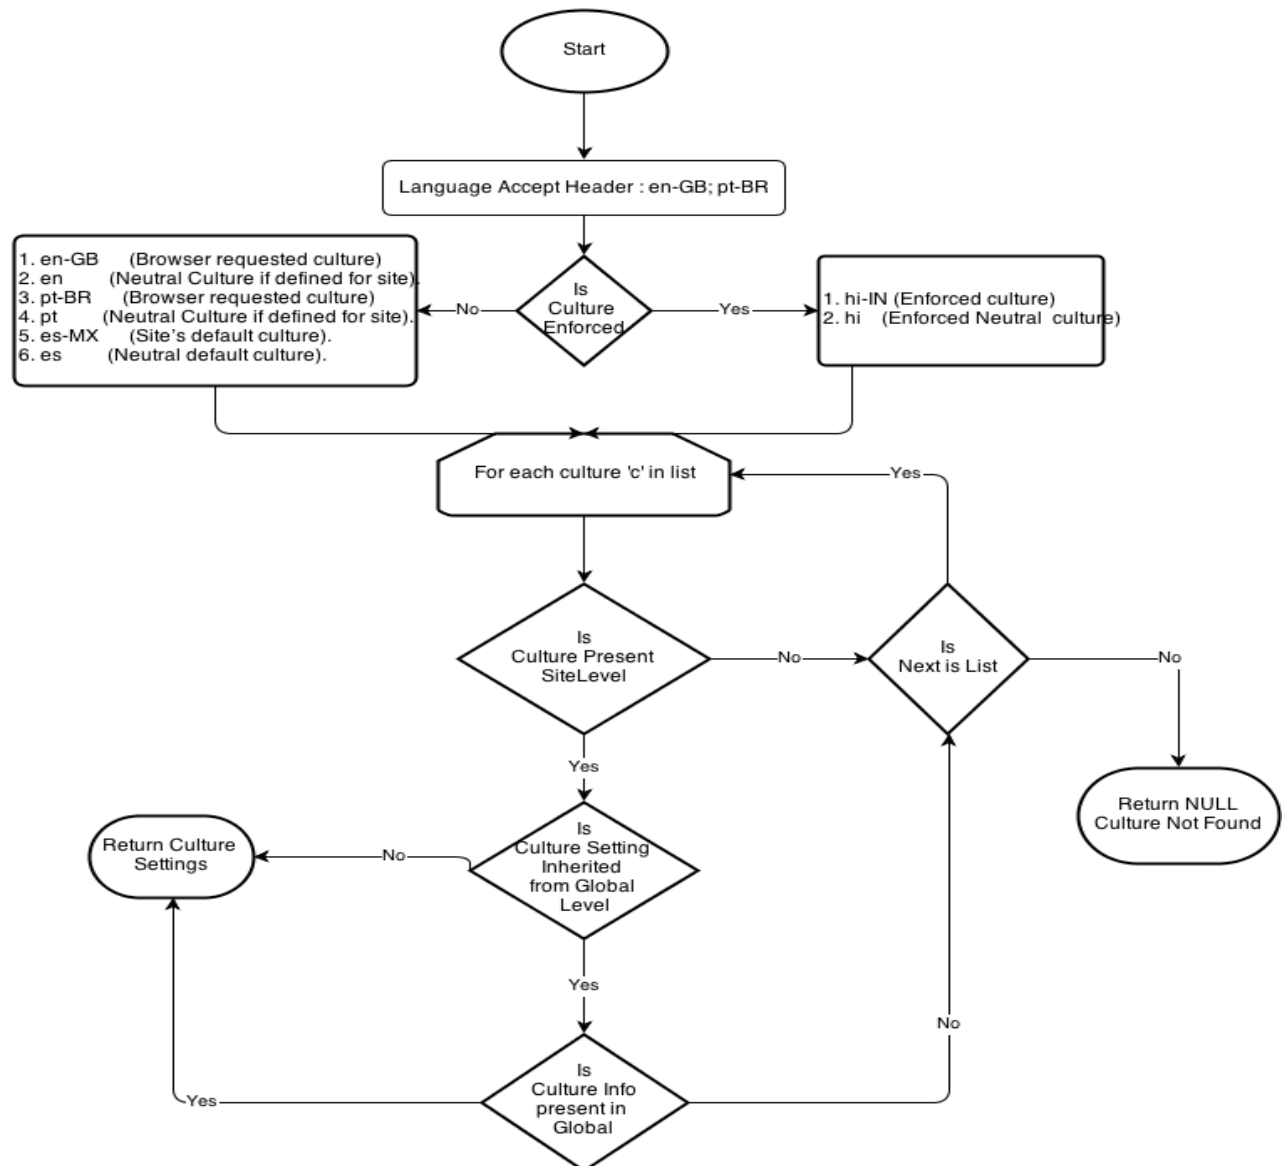 Start
Language Accept Header : en-GB; pt-BR
1. en-GB (Browser requested culture)
2. en (Neutral Culture if defined for site).
3. pt-BR (Browser requested culture)
4. pt (Neutral Culture if defined for site).
5. es-MX (Site's default culture).
6. es (Neutral default culture).
No
Is
Culture
Enforced
Yes
1. hi-IN (Enforced culture)
2. hi (Enforced Neutral culture)
For each culture 'c' in list
Yes
Is
Culture Present
SiteLevel
No
Is
Next is List
No
Yes
Return NULL
Culture Not Found
Return Culture
Settings
No
Is
Culture Setting
Inherited
from Global
Level
Yes
No
Is
Culture Info
present in
Global
Yes